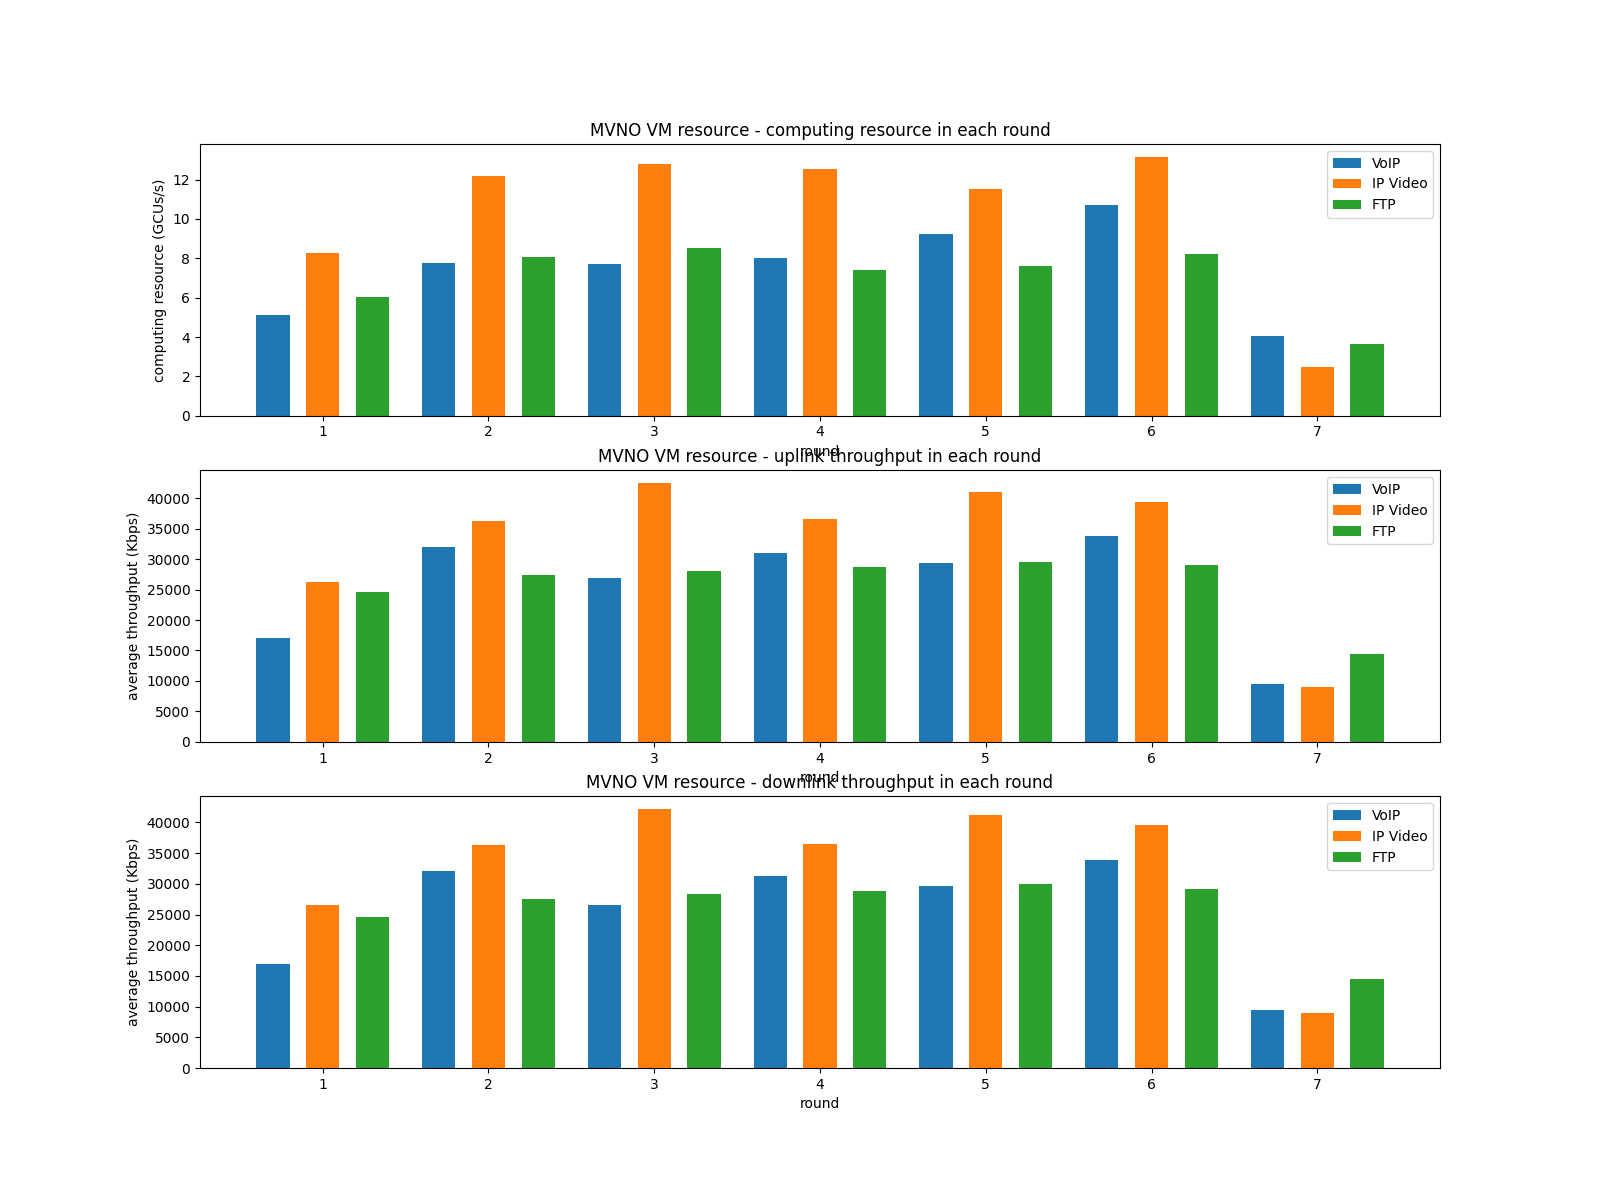 MVNO VM resource - computing resource in each round
computing resource (GCUs/s)
12
10
8
6
4
2
0
VoIP
IP Video
FTP
1 2 3 4 5 6 7
round
MVNO VM resource - uplink throughput in each round
average throughput (Kbps)
40000
35000
30000
25000
20000
15000
10000
5000
0
VoIP
IP Video
FTP
1 2 3 4 5 6 7
round
MVNO VM resource - downlink throughput in each round
average throughput (Kbps)
40000
35000
30000
25000
20000
15000
10000
5000
0
VoIP
IP Video
FTP
1 2 3 4 5 6 7
round